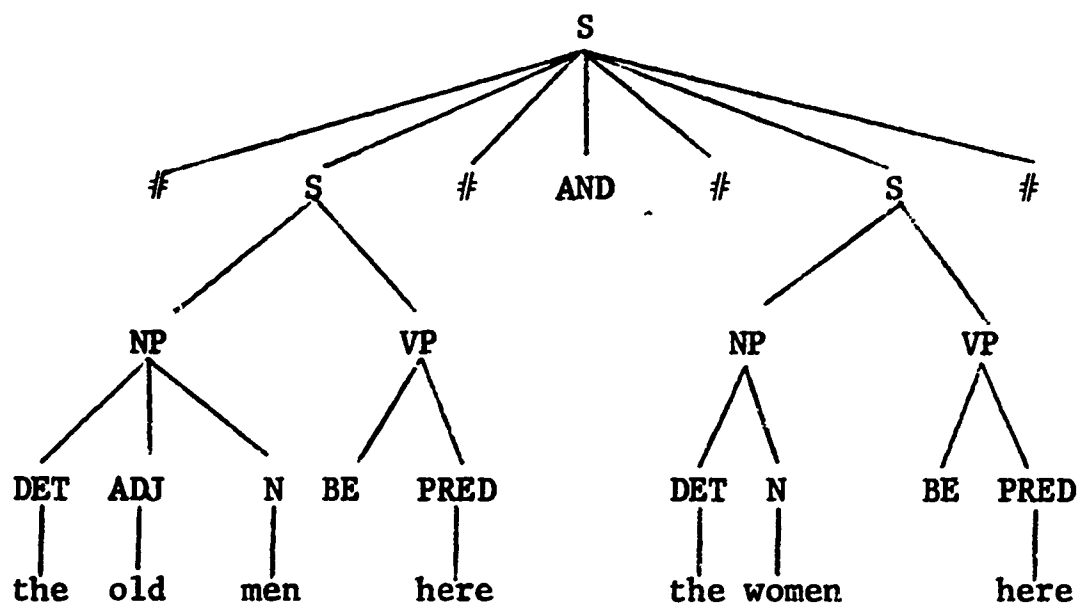 S
# S # AND # S #
NP VP NP VP
DET ADJ N BE PRED DET N BE PRED
the old men here the women here